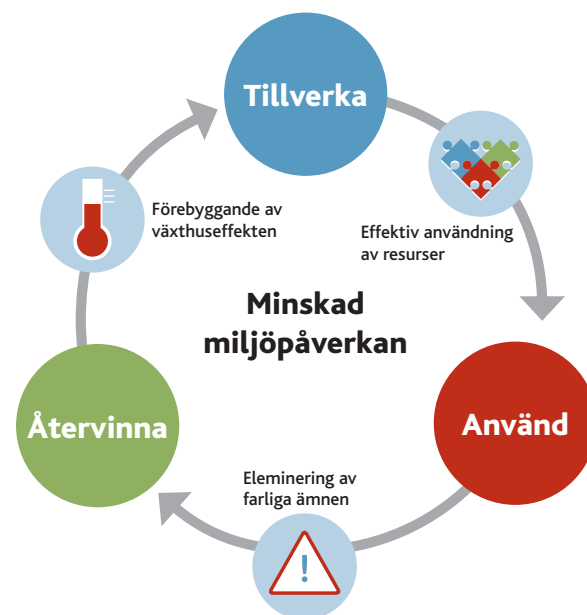 Tillverka
Förebyggande av
växthuseffekten
Effektiv användning
av resurser
Minskad
miljöpåverkan
Återvinna
Använd
Eleminering av
farliga ämnen
!